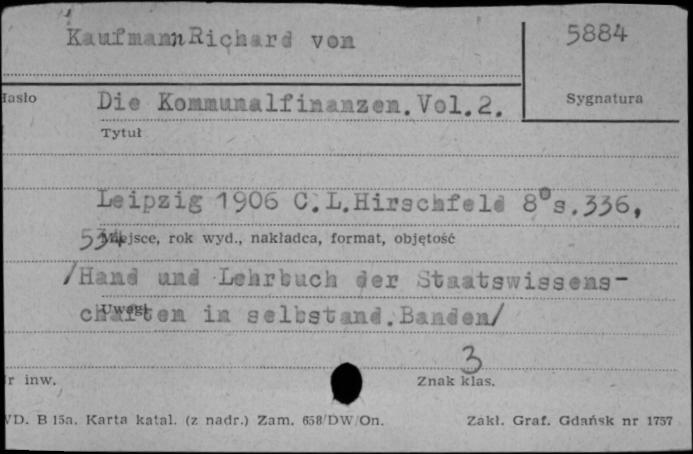 Kaufmann Richard von
5884
Hasło
Die Kommunalfinanzen.Vol.2.
Sygnatura
Tytuł
Leipzig 1906 C.L.Hirschfeld 8°s.336,
534
Miejsce, rok wyd., nakładca, format, objętość
/Hand und Lehrbuch der Staatswissens-
chaften in selbstand.Banden/
Uwagi
3
Nr inw.
Znak klas.
WD. B 15a. Karta katal. (z nadr.) Zam. 658/DW/On.
Zakł. Graf. Gdańsk nr 1757